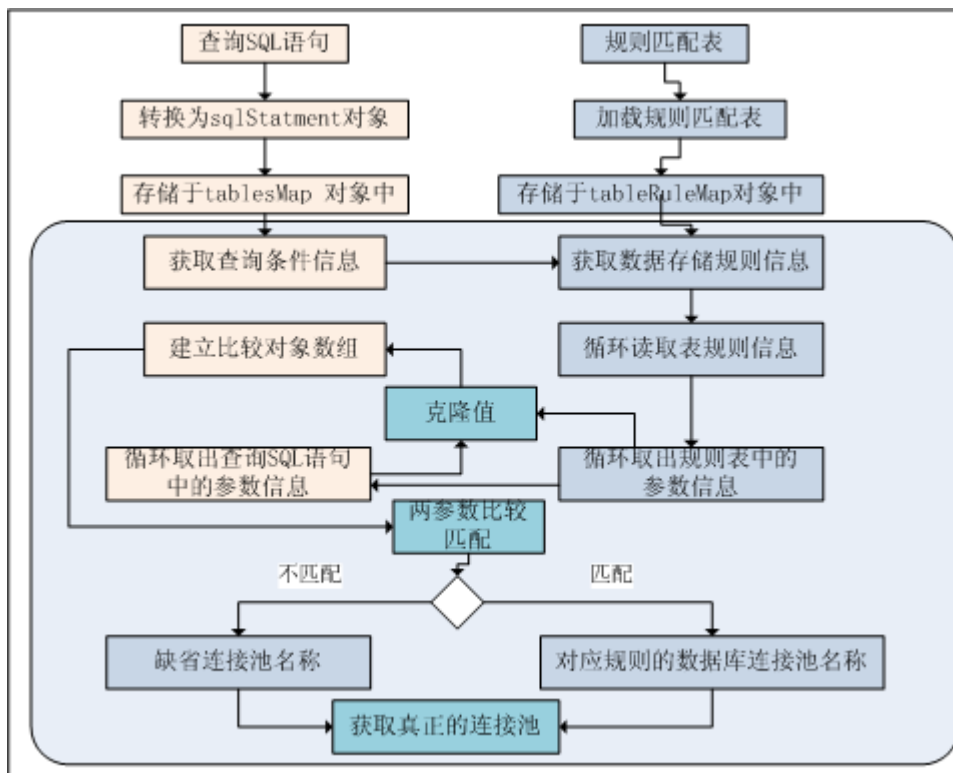 查询SQL语句
规则匹配表
转换为sqlStatment对象
加载规则匹配表
存储于tablesMap 对象中
存储于tableRuleMap对象中
获取查询条件信息
获取数据存储规则信息
建立比较对象数组
循环读取表规则信息
克隆值
循环取出查询SQL语句
中的参数信息
循环取出规则表中的
参数信息
两参数比较
匹配
不匹配
匹配
缺省连接池名称
对应规则的数据库连接池名称
获取真正的连接池